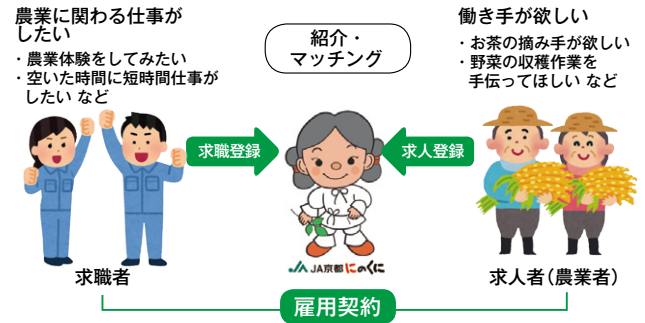 農業に関わる仕事が
したい
・農業体験をしてみたい
・空いた時間に短時間仕事が
したい など
紹介・
マッチング
働き手が欲しい
・お茶の摘み手が欲しい
・野菜の収穫作業を
手伝ってほしい など
求職登録
求人登録
JA JA京都にのくに
求職者
求人者(農業者)
雇用契約